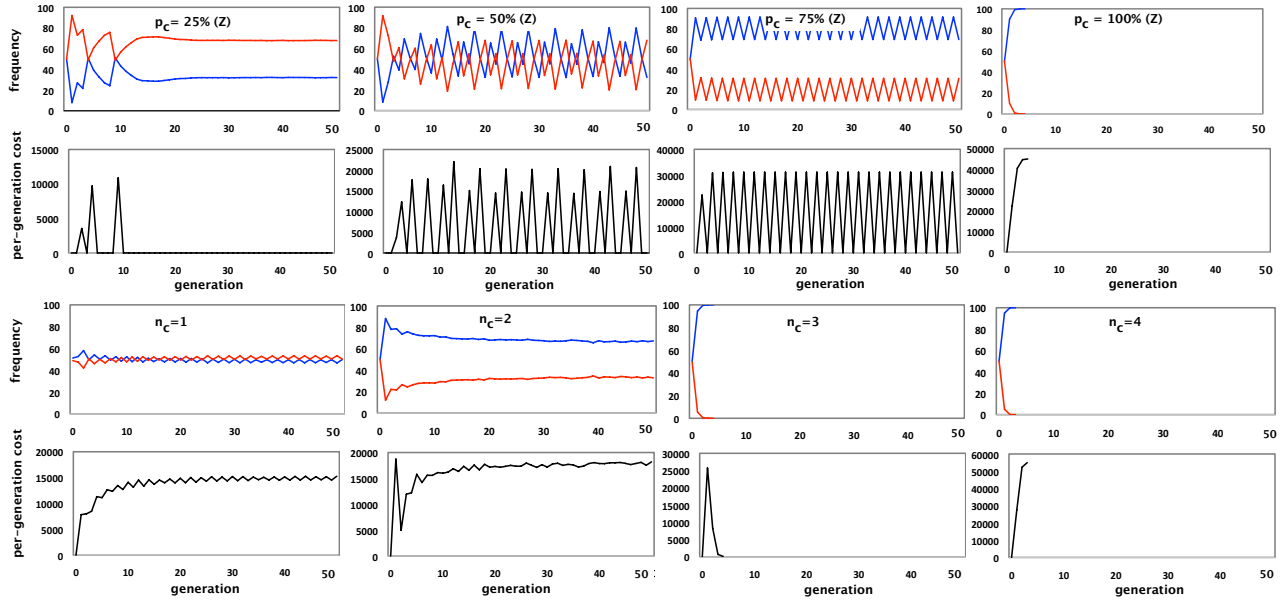 p_c = 25% (Z)
p_c = 50% (Z)
p_c = 75% (Z)
p_c = 100% (Z)
frequency
100
80
60
40
20
0
0 10 20 30 40 50
100
80
60
40
20
0
0 10 20 30 40 50
100
80
60
40
20
0
0 10 20 30 40 50
100
80
60
40
20
0
0 10 20 30 40 50
per-generation cost
15000
10000
5000
0
0 10 20 30 40 50
generation
25000
20000
15000
10000
5000
0
0 10 20 30 40 50
generation
40000
30000
20000
10000
0
0 10 20 30 40 50
generation
50000
40000
30000
20000
10000
0
0 10 20 30 40 50
generation
n_c=1
n_c=2
n_c=3
n_c=4
frequency
100
80
60
40
20
0
0 10 20 30 40 50
100
80
60
40
20
0
0 10 20 30 40 50
100
80
60
40
20
0
0 10 20 30 40 50
100
80
60
40
20
0
0 10 20 30 40 50
per-generation cost
20000
15000
10000
5000
0
0 10 20 30 40 50
generation
20000
15000
10000
5000
0
0 10 20 30 40 50
generation
30000
25000
20000
15000
10000
5000
0
0 10 20 30 40 50
generation
60000
50000
40000
30000
20000
10000
0
0 10 20 30 40 50
generation